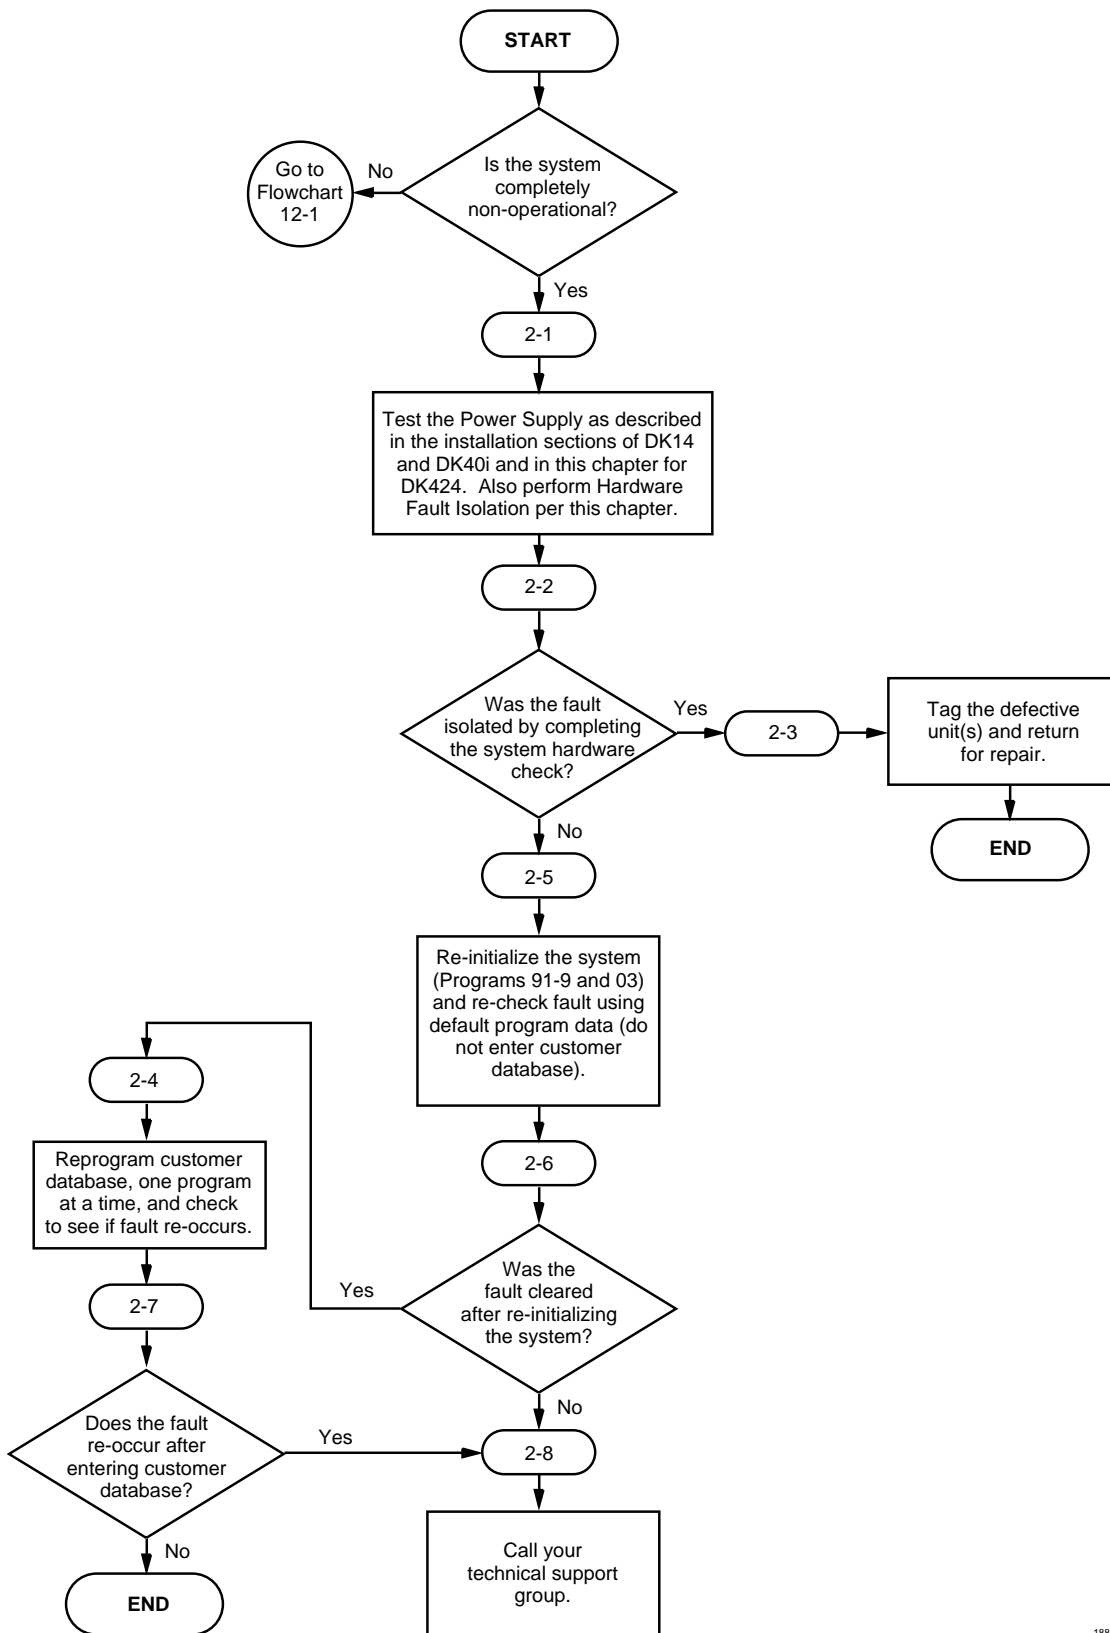 START
Is the system
completely
non-operational?
No
Go to
Flowchart
12-1
Yes
2-1
Test the Power Supply as described
in the installation sections of DK14
and DK40i and in this chapter for
DK424.  Also perform Hardware
Fault Isolation per this chapter.
2-2
Was the fault
isolated by completing
the system hardware
check?
Yes
2-3
Tag the defective
unit(s) and return
for repair.
END
No
2-5
Re-initialize the system
(Programs 91-9 and 03)
and re-check fault using
default program data (do
not enter customer
database).
2-6
Was the
fault cleared
after re-initializing
the system?
Yes
2-4
Reprogram customer
database, one program
at a time, and check
to see if fault re-occurs.
2-7
Does the fault
re-occur after
entering customer
database?
Yes
No
END
No
2-8
Call your
technical support
group.
188